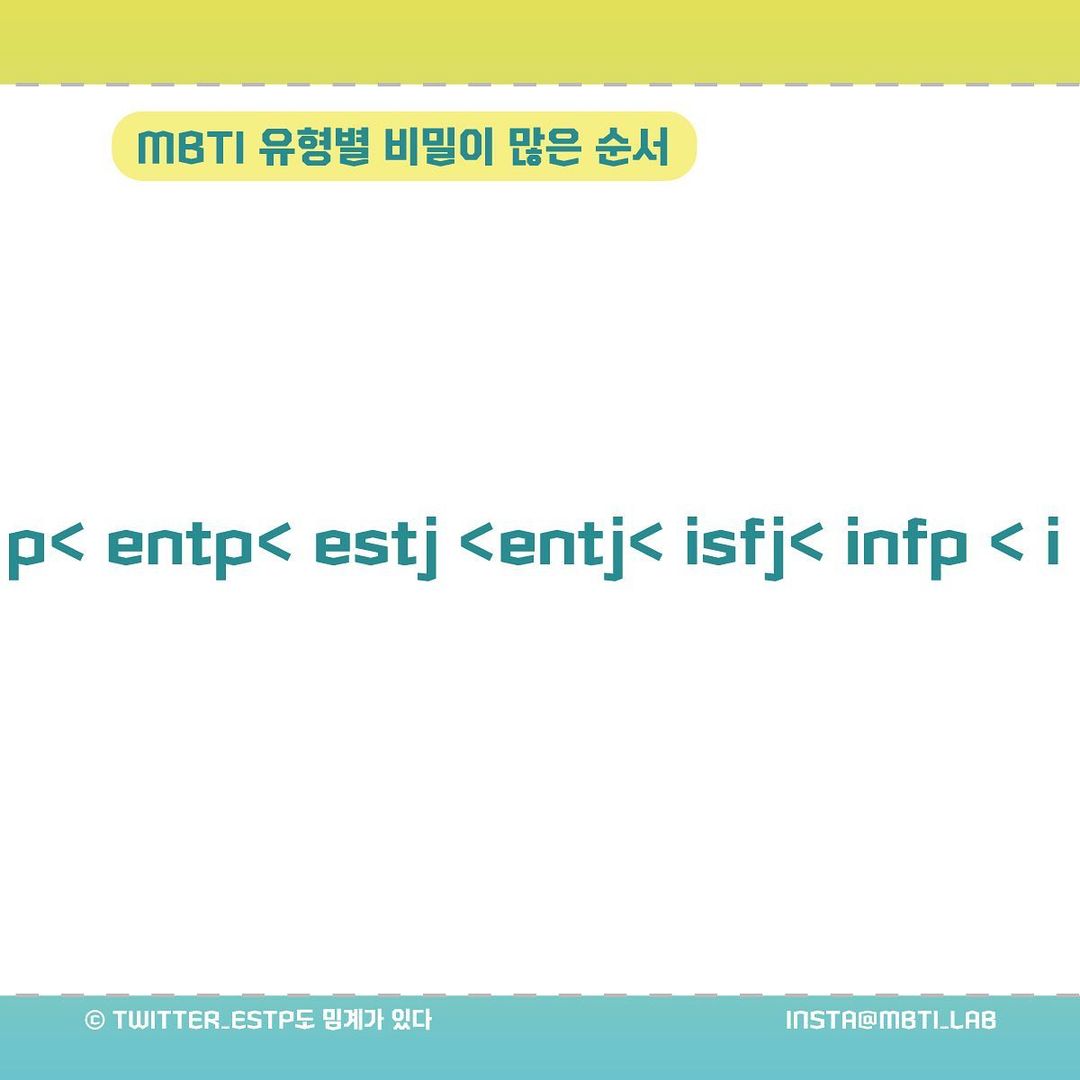 MBTI 유형별 비밀이 많은 순서
p< entp< estj <entj< isfj< infp < i
© TWITTER_ESTP도 밈계가 있다
INSTA@MBTI_LAB